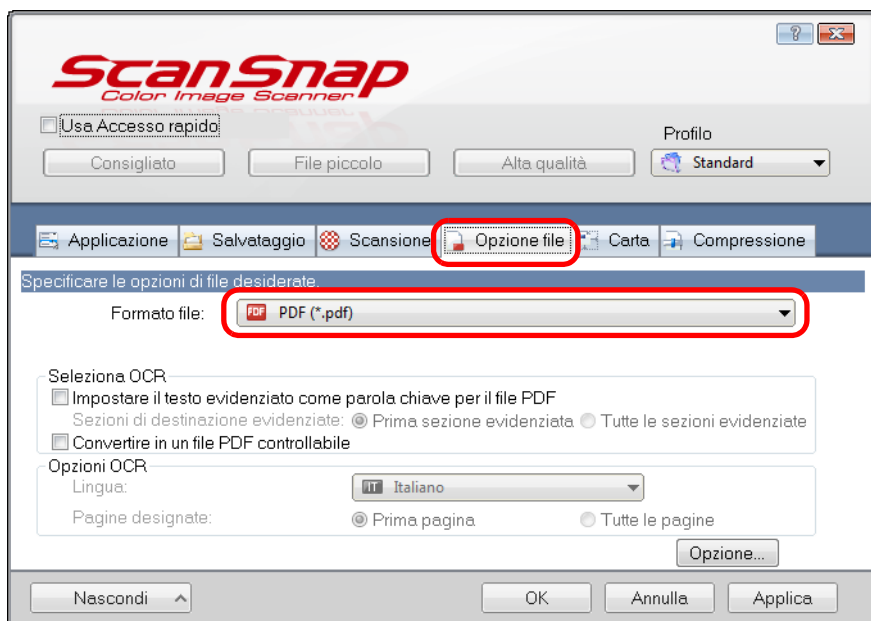 ScanSnap
Color Image Scanner
Usa Accesso rapido
Profilo
Consigliato File piccolo Alta qualità Standard
Applicazione Salvataggio Scansione Opzione file Carta Compressione
Specificare le opzioni di file desiderate.
Formato file: PDF PDF (*.pdf)
Seleziona OCR
Impostare il testo evidenziato come parola chiave per il file PDF
Sezioni di destinazione evidenziate: Prima sezione evidenziata Tutte le sezioni evidenziate
Convertire in un file PDF controllabile
Opzioni OCR
Lingua: IT Italiano
Pagine designate: Prima pagina Tutte le pagine
Opzione...
Nascondi OK Annulla Applica